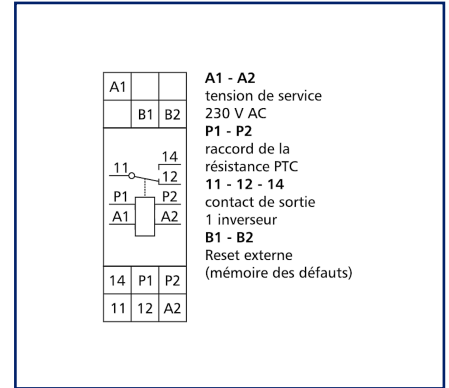 A1
B1 B2
14
11
12
P1 P2
A1 A2
14 P1 P2
11 12 A2
A1 - A2
tension de service
230 V AC
P1 - P2
raccord de la
résistance PTC
11 - 12 - 14
contact de sortie
1 inverseur
B1 - B2
Reset externe
(mémoire des défauts)